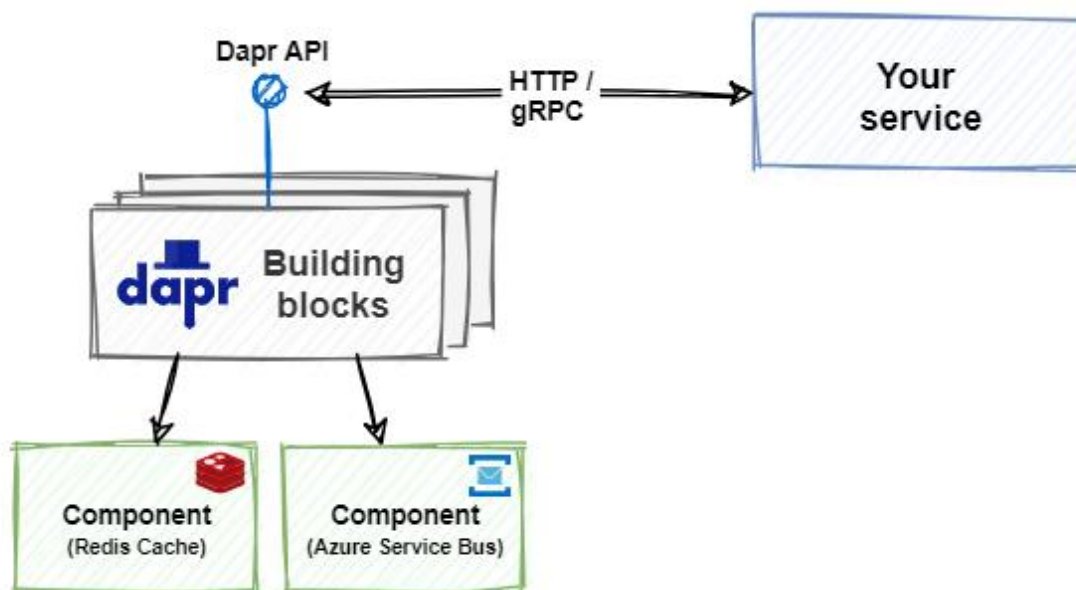 Dapr API
HTTP /
gRPC
Your
service
dapr
Building
blocks
Component
(Redis Cache)
Component
(Azure Service Bus)